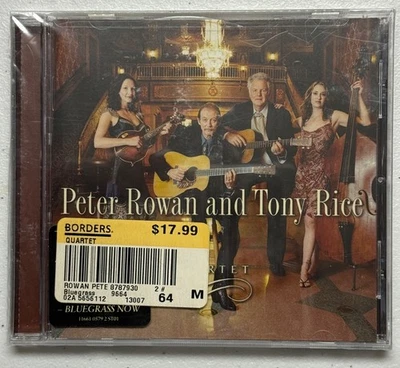 Peter Rowan and Tony Rice
BORDERS. $17.99
QUARTET
ROWAN PETE 8787930 2#
Bluegrass 9664
02A 5656112 13007 64 M
– BLUEGRASS NOW